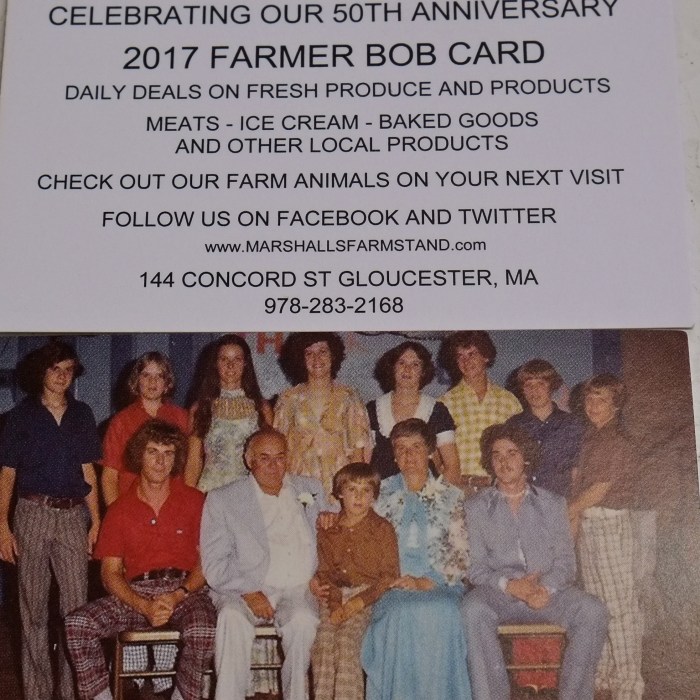 CELEBRATING OUR 50TH ANNIVERSARY
2017 FARMER BOB CARD
DAILY DEALS ON FRESH PRODUCE AND PRODUCTS
MEATS - ICE CREAM - BAKED GOODS
AND OTHER LOCAL PRODUCTS
CHECK OUT OUR FARM ANIMALS ON YOUR NEXT VISIT
FOLLOW US ON FACEBOOK AND TWITTER
www.MARSHALLSFARMSTAND.com
144 CONCORD ST GLOUCESTER, MA
978-283-2168